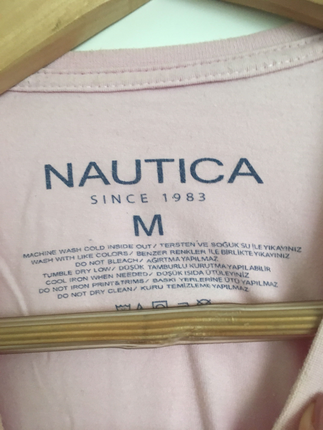 NAUTICA
SINCE 1983
M
MACHINE WASH COLD INSIDE OUT / TERSTEN VE SOĞUK SU İLE YIKAYINIZ
WASH WITH LIKE COLORS / BENZER RENKLER İLE BİRLİKTE YIKAYINIZ
DO NOT BLEACH / AĞARTMA YAPILMAZ
TUMBLE DRY LOW / DÜŞÜK TAMBURLU KURUTMA YAPILABİLİR
COOL IRON WHEN NEEDED / DÜŞÜK ISIDA ÜTÜLEYİNİZ
DO NOT IRON PRINT&TRIMS / BASKI YERLERİNE ÜTÜ YAPILMAZ
DO NOT DRY CLEAN / KURU TEMİZLEME YAPILMAZ